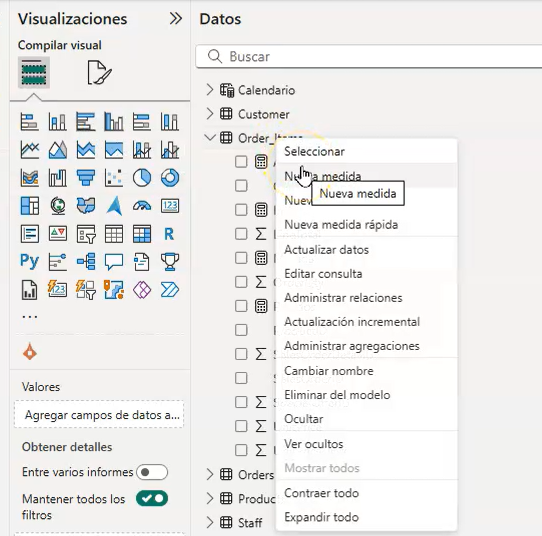 Visualizaciones
Datos
Compilar visual
Buscar
Calendario
Customer
Order_Items
Seleccionar
Nueva medida
Nueva medida
Nuev
Nueva medida rápida
Actualizar datos
Editar consulta
Administrar relaciones
Actualización incremental
Administrar agregaciones
Cambiar nombre
Eliminar del modelo
Ocultar
Ver ocultos
Mostrar todos
Contraer todo
Expandir todo
Orders
Produc
Staff
123
R
Py
123
...
Valores
Agregar campos de datos a...
Obtener detalles
Entre varios informes
Mantener todos los
filtros